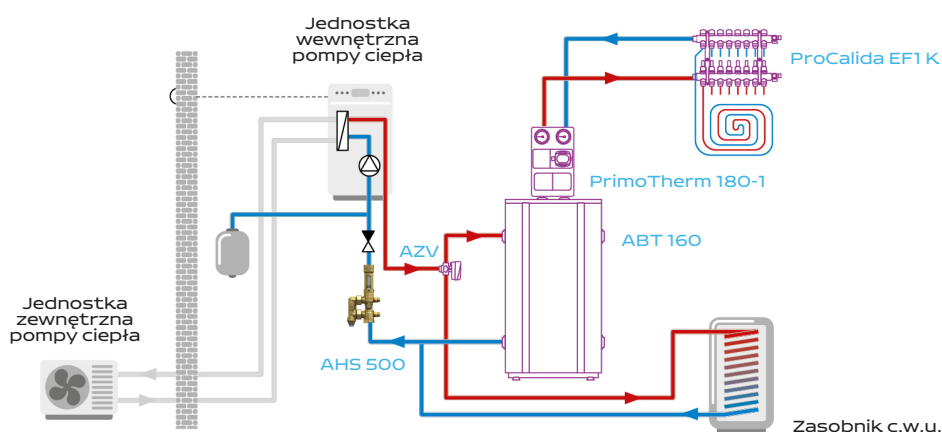 Jednostka
wewnętrzna
pompy ciepła
ProCalida EF1 K
PrimoTherm 180-1
AZV
ABT 160
Jednostka
zewnętrzna
pompy ciepła
AHS 500
Zasobnik c.w.u.